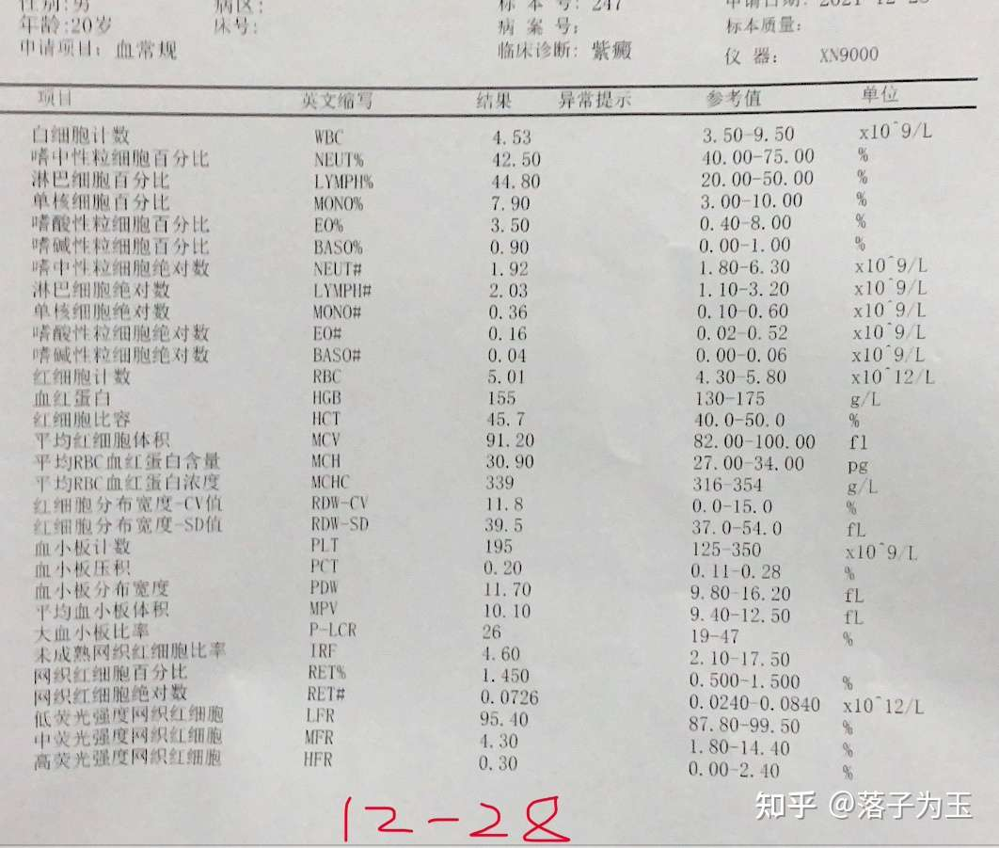 性别:男 病区: 标本号: 247 申请日期: 2021-12-28
年龄:20岁 床号: 病案号: 标本质量:
申请项目: 血常规 临床诊断: 紫癜 仪器: XN9000
项目 英文缩写 结果 异常提示 参考值 单位
白细胞计数 WBC 4.53 3.50-9.50 x10^9/L
嗜中性粒细胞百分比 NEUT% 42.50 40.00-75.00 %
淋巴细胞百分比 LYMPH% 44.80 20.00-50.00 %
单核细胞百分比 MONO% 7.90 3.00-10.00 %
嗜酸性粒细胞百分比 EO% 3.50 0.40-8.00 %
嗜碱性粒细胞百分比 BASO% 0.90 0.00-1.00 %
嗜中性粒细胞绝对数 NEUT# 1.92 1.80-6.30 x10^9/L
淋巴细胞绝对数 LYMPH# 2.03 1.10-3.20 x10^9/L
单核细胞绝对数 MONO# 0.36 0.10-0.60 x10^9/L
嗜酸性粒细胞绝对数 EO# 0.16 0.02-0.52 x10^9/L
嗜碱性粒细胞绝对数 BASO# 0.04 0.00-0.06 x10^9/L
红细胞计数 RBC 5.01 4.30-5.80 x10^12/L
血红蛋白 HGB 155 130-175 g/L
红细胞比容 HCT 45.7 40.0-50.0 %
平均红细胞体积 MCV 91.20 82.00-100.00 fl
平均RBC血红蛋白含量 MCH 30.90 27.00-34.00 pg
平均RBC血红蛋白浓度 MCHC 339 316-354 g/L
红细胞分布宽度-CV值 RDW-CV 11.8 0.0-15.0 %
红细胞分布宽度-SD值 RDW-SD 39.5 37.0-54.0 fL
血小板计数 PLT 195 125-350 x10^9/L
血小板压积 PCT 0.20 0.11-0.28 %
血小板分布宽度 PDW 11.70 9.80-16.20 fL
平均血小板体积 MPV 10.10 9.40-12.50 fL
大血小板比率 P-LCR 26 19-47 %
未成熟网织红细胞比率 IRF 4.60 2.10-17.50
网织红细胞百分比 RET% 1.450 0.500-1.500 %
网织红细胞绝对数 RET# 0.0726 0.0240-0.0840 x10^12/L
低荧光强度网织红细胞 LFR 95.40 87.80-99.50 %
中荧光强度网织红细胞 MFR 4.30 1.80-14.40 %
高荧光强度网织红细胞 HFR 0.30 0.00-2.40 %
12-28
知乎 @落子为玉